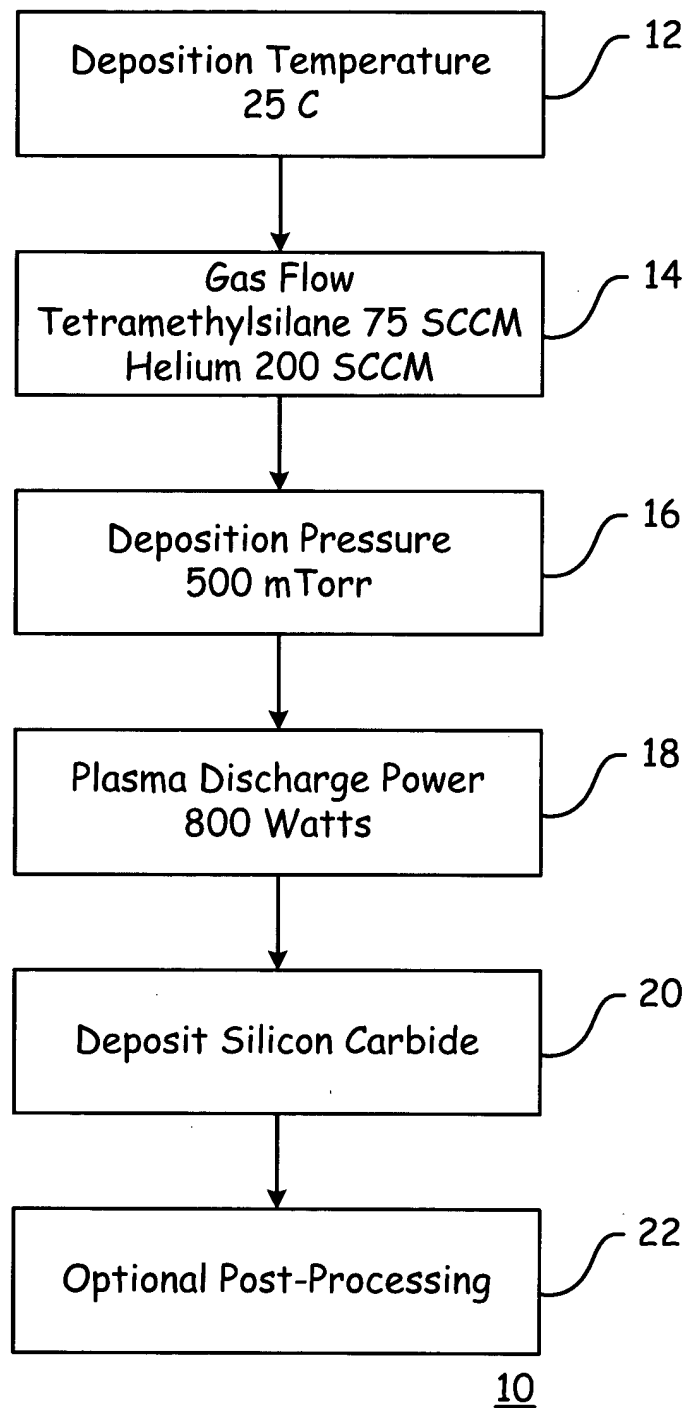 Deposition Temperature
25 C
12
Gas Flow
Tetramethylsilane 75 SCCM
Helium 200 SCCM
14
Deposition Pressure
500 mTorr
16
Plasma Discharge Power
800 Watts
18
Deposit Silicon Carbide
20
Optional Post-Processing
22
10